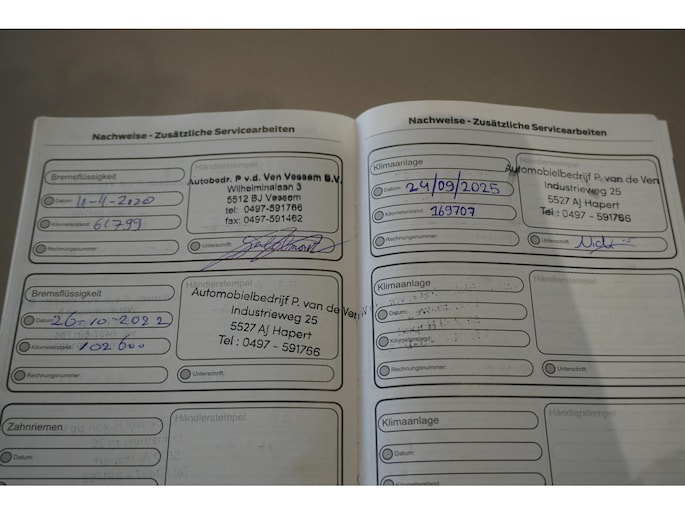 Nachweise - Zusätzliche Servicearbeiten
Bremsflüssigkeit
Datum: 4-11-2020
Kilometerstand: 61799
Rechnungsnummer:
Händlerstempel:
Autobedr. P v.d. Ven Vessem B.V.
Wilhelminalaan 3
5512 BJ Vessem
tel: 0497-591766
fax: 0497-591462
Unterschrift:
Bremsflüssigkeit
Datum: 26-10-2022
Kilometerstand: 102600
Rechnungsnummer:
Händlerstempel
Automobielbedrijf P. van de Ven
Industrieweg 25
5527 AJ Hapert
Tel : 0497 - 591766
Unterschrift:
Zahnriemen
Datum:
Händlerstempel
Nachweise - Zusätzliche Servicearbeiten
Klimaanlage
Datum: 24/09/2025
Kilometerstand: 169707
Rechnungsnummer:
Händlerstempel
Automobielbedrijf P. van de Ven
Industrieweg 25
5527 AJ Hapert
Tel.: 0497 - 591766
Unterschrift:
Klimaanlage
Datum:
Kilometerstand:
Rechnungsnummer:
Händlerstempel
Unterschrift:
Klimaanlage
Datum:
Kilometerstand:
Händlerstempel